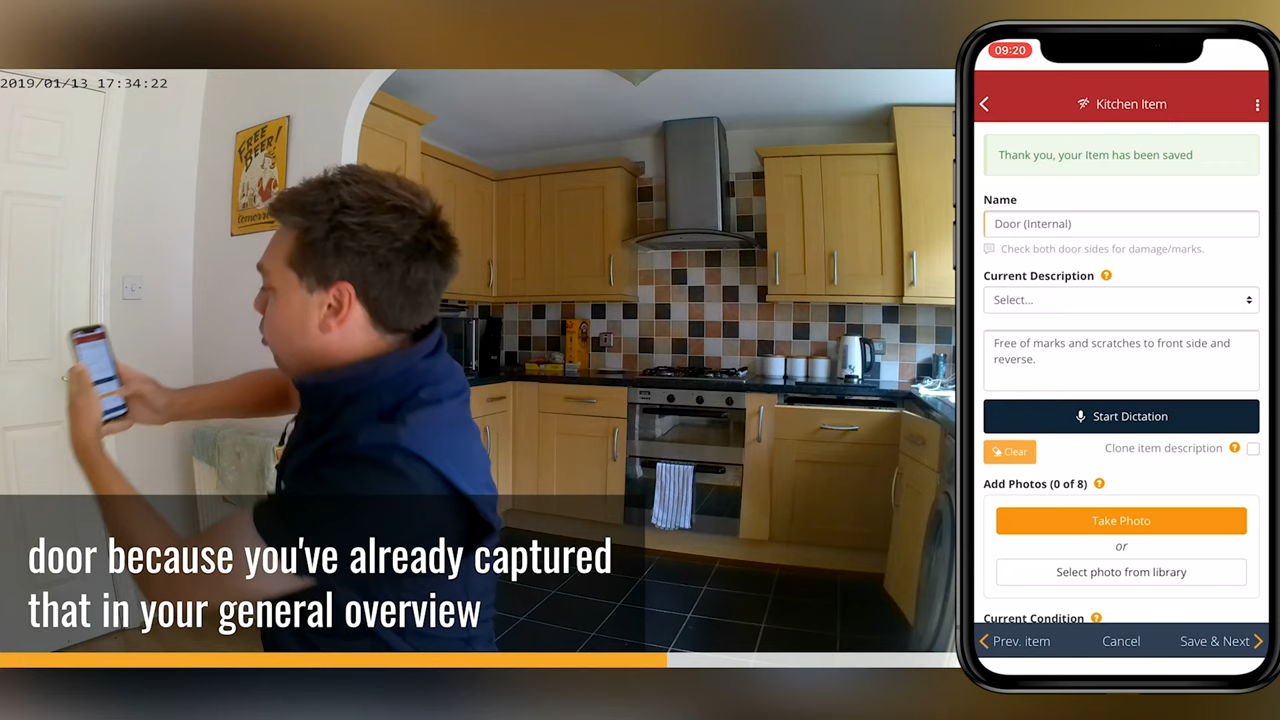 2019/01/13 17:34:22
FREE
BEER!
door because you've already captured
that in your general overview
09:20
Kitchen Item
Thank you, your Item has been saved
Name
Door (Internal)
Check both door sides for damage/marks.
Current Description
Select...
Free of marks and scratches to front side and
reverse.
Start Dictation
Clear
Clone item description
Add Photos (0 of 8)
Take Photo
or
Select photo from library
Current Condition
Prev. item
Cancel
Save & Next